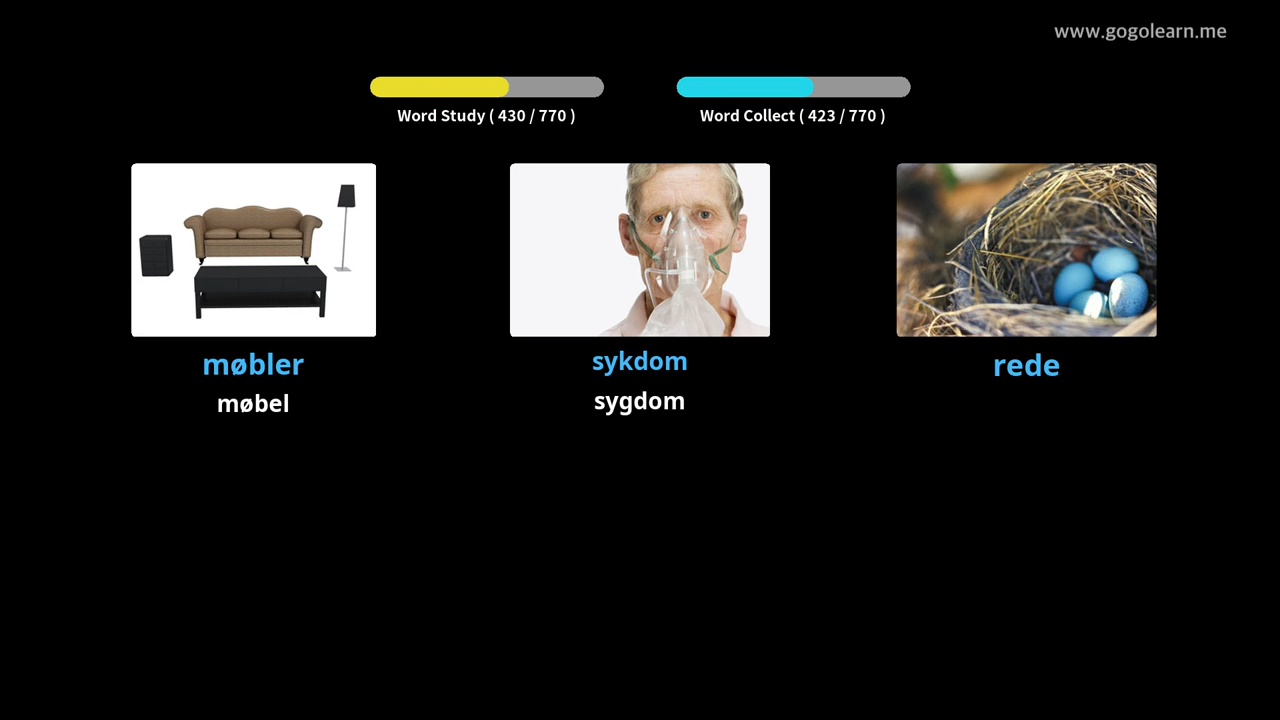 www.gogolearn.me
Word Study ( 430 / 770 )
Word Collect ( 423 / 770 )
møbler
møbel
sykdom
sygdom
rede